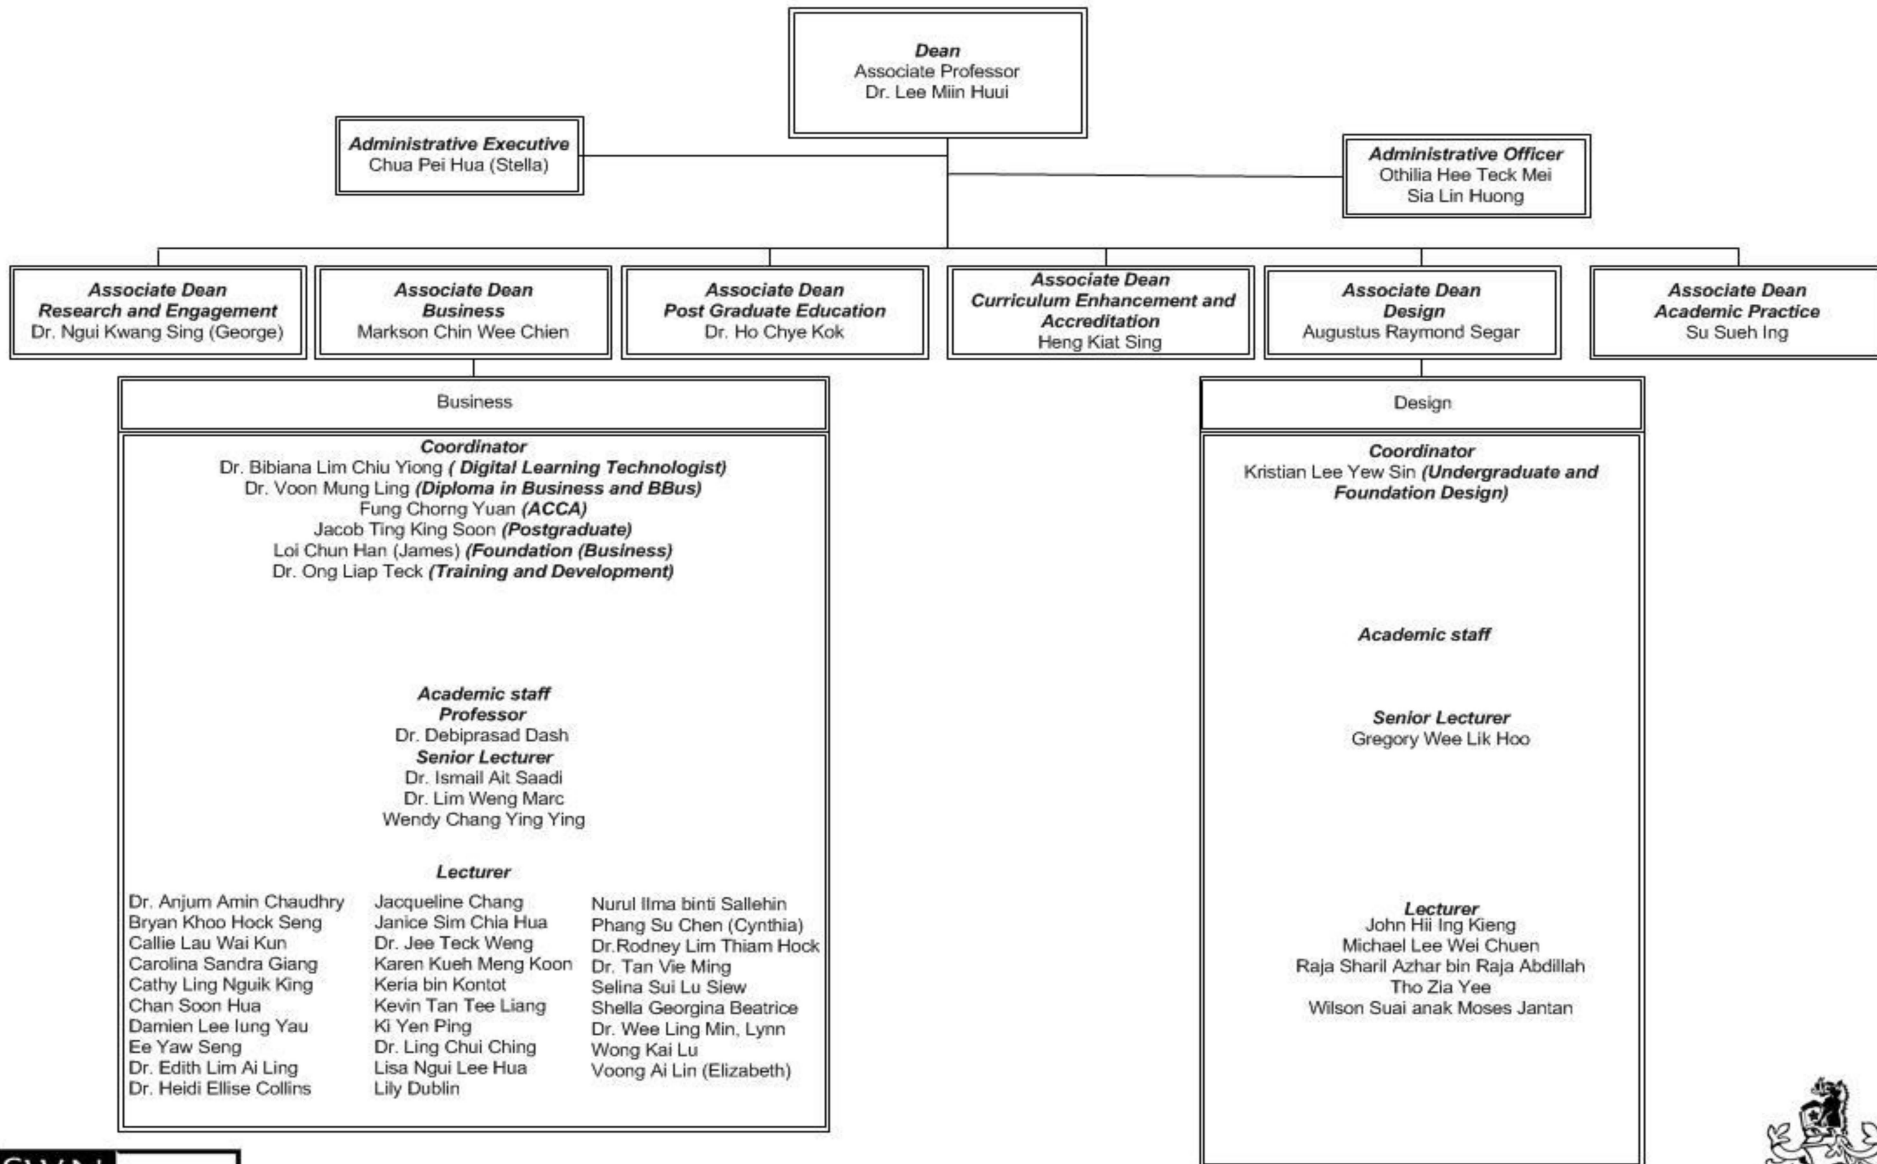 Dean
Associate Professor
Dr. Lee Miin Huui
Administrative Executive
Chua Pei Hua (Stella)
Administrative Officer
Othilia Hee Teck Mei
Sia Lin Huong
Associate Dean
Research and Engagement
Dr. Ngui Kwang Sing (George)
Associate Dean
Business
Markson Chin Wee Chien
Associate Dean
Post Graduate Education
Dr. Ho Chye Kok
Associate Dean
Curriculum Enhancement and
Accreditation
Heng Kiat Sing
Associate Dean
Design
Augustus Raymond Segar
Associate Dean
Academic Practice
Su Sueh Ing
Business
Coordinator
Dr. Bibiana Lim Chiu Yiong ( Digital Learning Technologist)
Dr. Voon Mung Ling (Diploma in Business and BBus)
Fung Chorng Yuan (ACCA)
Jacob Ting King Soon (Postgraduate)
Loi Chun Han (James) (Foundation (Business)
Dr. Ong Liap Teck (Training and Development)
Academic staff
Professor
Dr. Debiprasad Dash
Senior Lecturer
Dr. Ismail Ait Saadi
Dr. Lim Weng Marc
Wendy Chang Ying Ying
Lecturer
Dr. Anjum Amin Chaudhry
Bryan Khoo Hock Seng
Callie Lau Wai Kun
Carolina Sandra Giang
Cathy Ling Nguik King
Chan Soon Hua
Damien Lee Iung Yau
Ee Yaw Seng
Dr. Edith Lim Ai Ling
Dr. Heidi Ellise Collins
Jacqueline Chang
Janice Sim Chia Hua
Dr. Jee Teck Weng
Karen Kueh Meng Koon
Keria bin Kontot
Kevin Tan Tee Liang
Ki Yen Ping
Dr. Ling Chui Ching
Lisa Ngui Lee Hua
Lily Dublin
Nurul Ilma binti Sallehin
Phang Su Chen (Cynthia)
Dr.Rodney Lim Thiam Hock
Dr. Tan Vie Ming
Selina Sui Lu Siew
Shella Georgina Beatrice
Dr. Wee Ling Min, Lynn
Wong Kai Lu
Voong Ai Lin (Elizabeth)
Design
Coordinator
Kristian Lee Yew Sin (Undergraduate and
Foundation Design)
Academic staff
Senior Lecturer
Gregory Wee Lik Hoo
Lecturer
John Hii Ing Kieng
Michael Lee Wei Chuen
Raja Sharil Azhar bin Raja Abdillah
Tho Zia Yee
Wilson Suai anak Moses Jantan